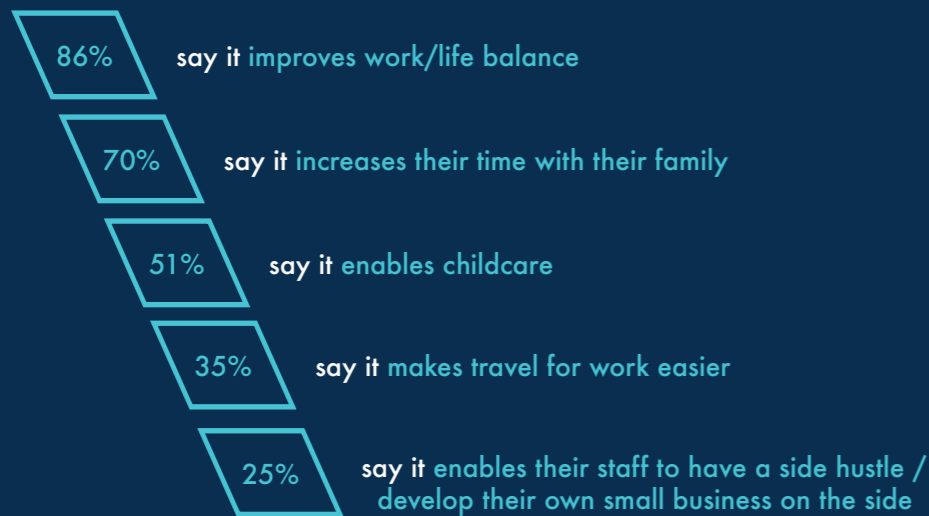 86% say it improves work/life balance
70% say it increases their time with their family
51% say it enables childcare
35% say it makes travel for work easier
25% say it enables their staff to have a side hustle /
develop their own small business on the side